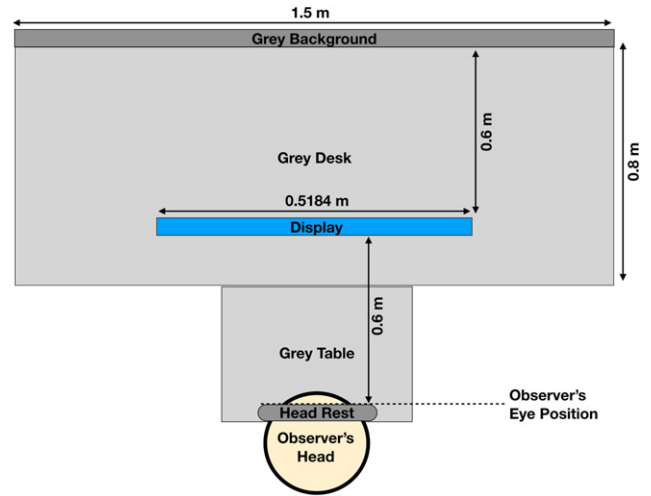 1.5 m
Grey Background
0.6 m
0.8 m
Grey Desk
0.5184 m
Display
0.6 m
Grey Table
Observer's
Eye Position
Head Rest
Observer's
Head